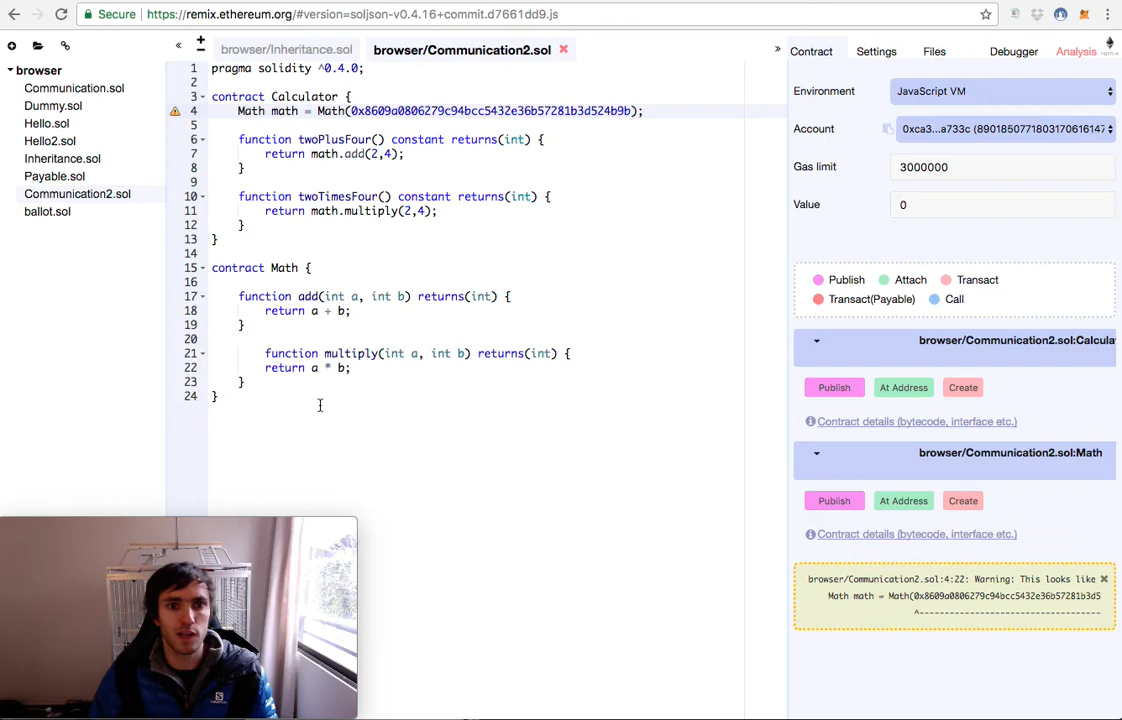 Secure
https://remix.ethereum.org/#version=soljson-v0.4.16+commit.d7661dd9.js
browser
Communication.sol
Dummy.sol
Hello.sol
Hello2.sol
Inheritance.sol
Payable.sol
Communication2.sol
ballot.sol
«
+
−
browser/Inheritance.sol
browser/Communication2.sol
»
1 pragma solidity ^0.4.0;
2
3 contract Calculator {
4 Math math = Math(0x8609a0806279c94bcc5432e36b57281b3d524b9b);
5
6 function twoPlusFour() constant returns(int) {
7 return math.add(2,4);
8 }
9
10 function twoTimesFour() constant returns(int) {
11 return math.multiply(2,4);
12 }
13 }
14
15 contract Math {
16
17 function add(int a, int b) returns(int) {
18 return a + b;
19 }
20
21 function multiply(int a, int b) returns(int) {
22 return a * b;
23 }
24 }
Contract
Settings
Files
Debugger
Analysis
Environment
JavaScript VM
Account
0xca3...a733c (8901850771803170616147
Gas limit
3000000
Value
0
Publish
Attach
Transact
Transact(Payable)
Call
browser/Communication2.sol:Calcula
Publish
At Address
Create
Contract details (bytecode, interface etc.)
browser/Communication2.sol:Math
Publish
At Address
Create
Contract details (bytecode, interface etc.)
browser/Communication2.sol:4:22: Warning: This looks like
Math math = Math(0x8609a0806279c94bcc5432e36b57281b3d5
^---------------------------------
SALOMON